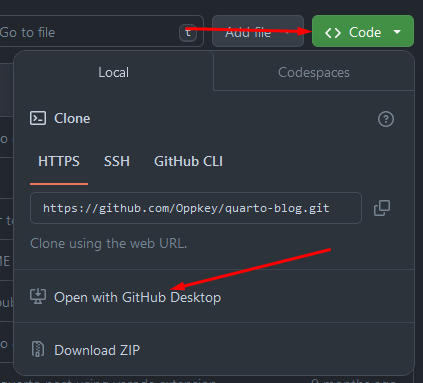 Go to file
t
Add file
<> Code
Local
Codespaces
Clone
?
HTTPS SSH GitHub CLI
https://github.com/Oppkey/quarto-blog.git
Clone using the web URL.
Open with GitHub Desktop
Download ZIP